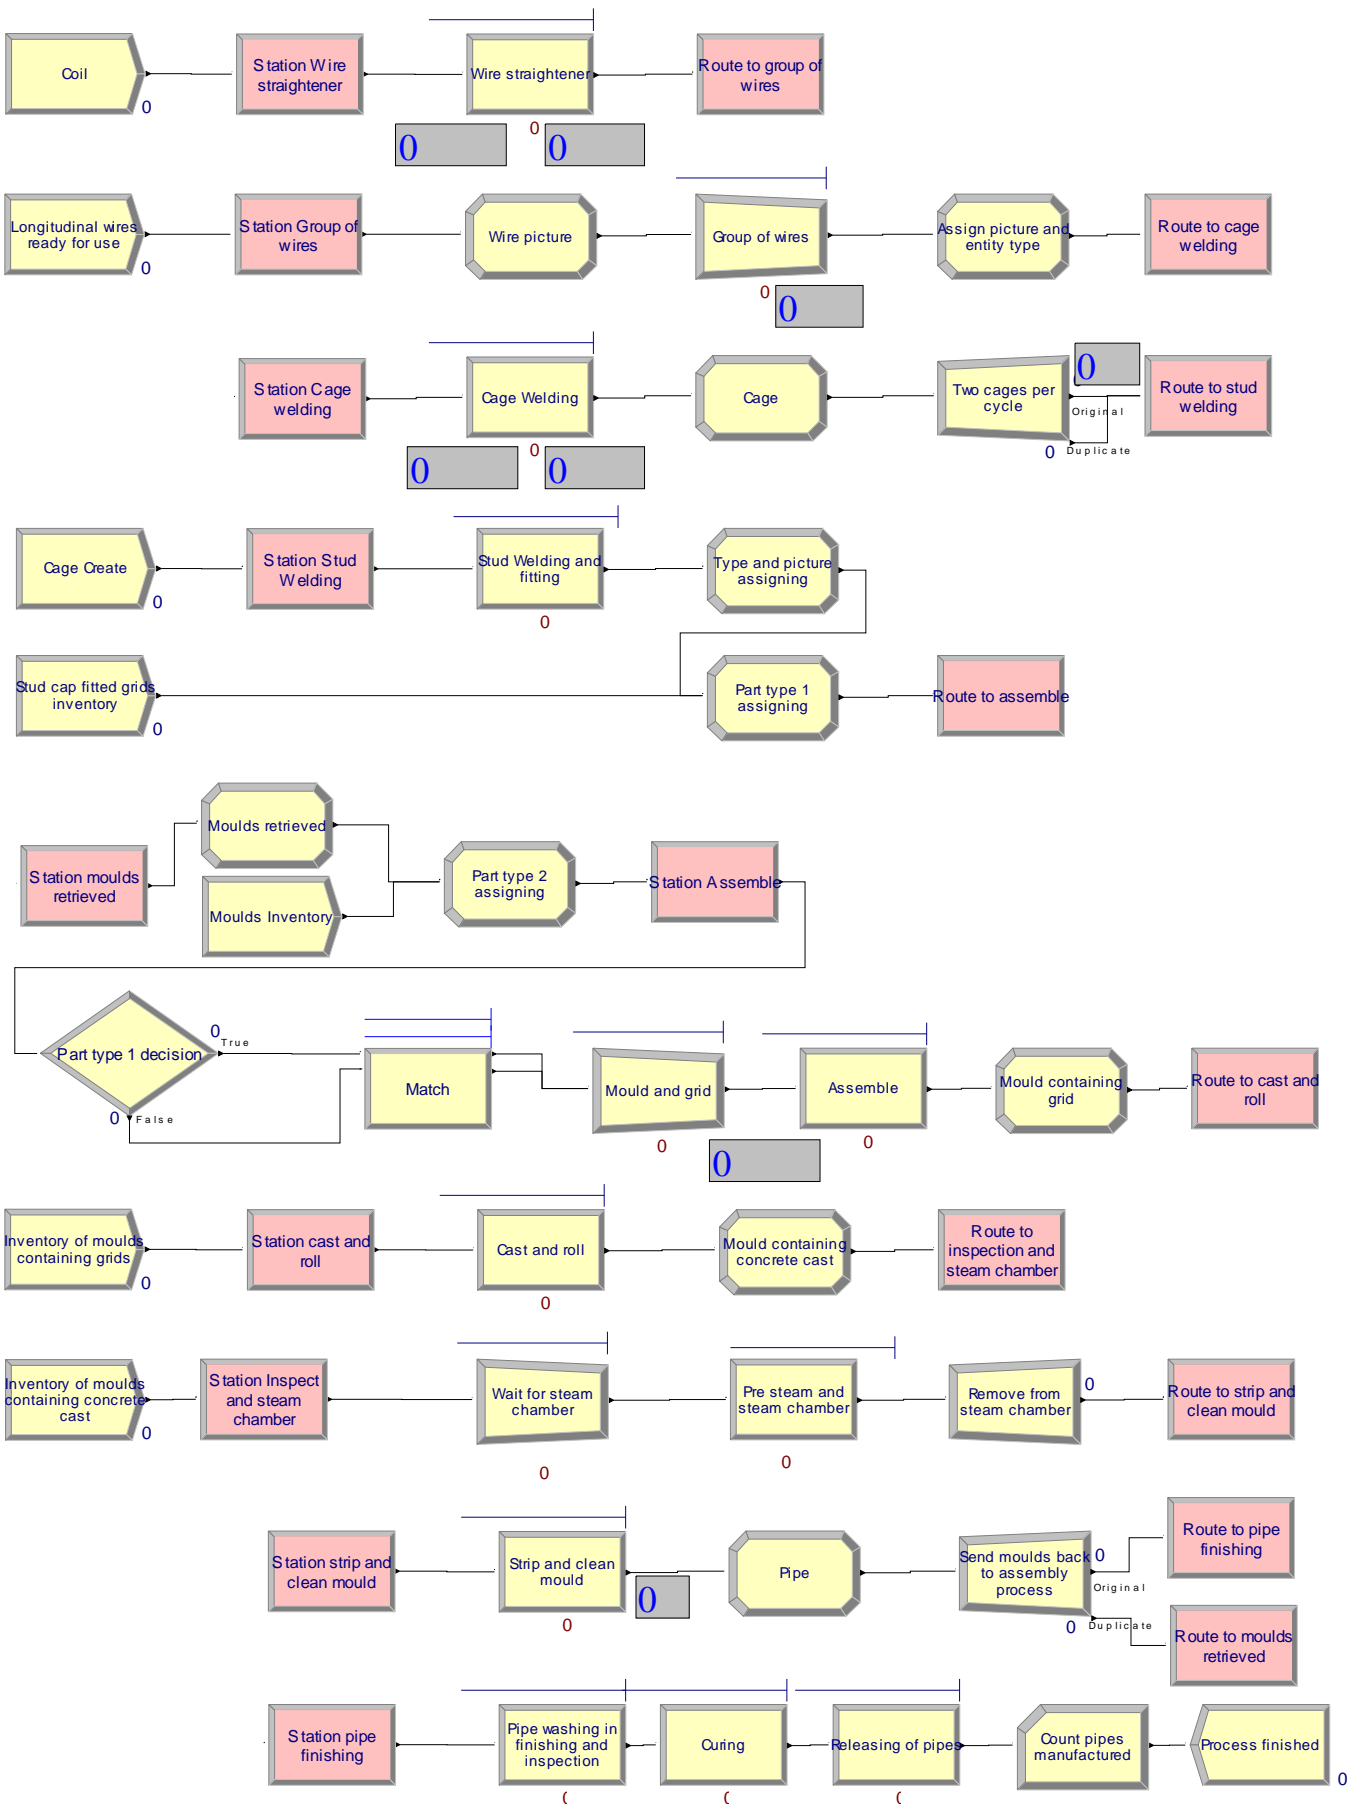 Coil
Station Wire
straightener
Wire straightener
Route to group of
wires
0
0
0
0
Longitudinal wires
ready for use
Station Group of
wires
Wire picture
Group of wires
Assign picture and
entity type
Route to cage
welding
0
0
0
Station Cage
welding
Cage Welding
Cage
Two cages per
cycle
0
Original
Duplicate
0
Route to stud
welding
0
0
0
Cage Create
Station Stud
Welding
Stud Welding and
fitting
Type and picture
assigning
0
0
Stud cap fitted grids
inventory
Part type 1
assigning
Route to assemble
0
Moulds retrieved
Station moulds
retrieved
Moulds Inventory
Part type 2
assigning
Station Assemble
Part type 1 decision
0
True
0
False
Match
Mould and grid
Assemble
Mould containing
grid
Route to cast and
roll
0
0
0
Inventory of moulds
containing grids
Station cast and
roll
Cast and roll
Mould containing
concrete cast
Route to
inspection and
steam chamber
0
0
Inventory of moulds
containing concrete
cast
Station Inspect
and steam
chamber
Wait for steam
chamber
Pre steam and
steam chamber
Remove from
steam chamber
0
Route to strip and
clean mould
0
0
0
Station strip and
clean mould
Strip and clean
mould
0
0
Pipe
Send moulds back
to assembly
process
0
Original
0
Duplicate
Route to pipe
finishing
Route to moulds
retrieved
Station pipe
finishing
Pipe washing in
finishing and
inspection
Curing
Releasing of pipes
Count pipes
manufactured
Process finished
0